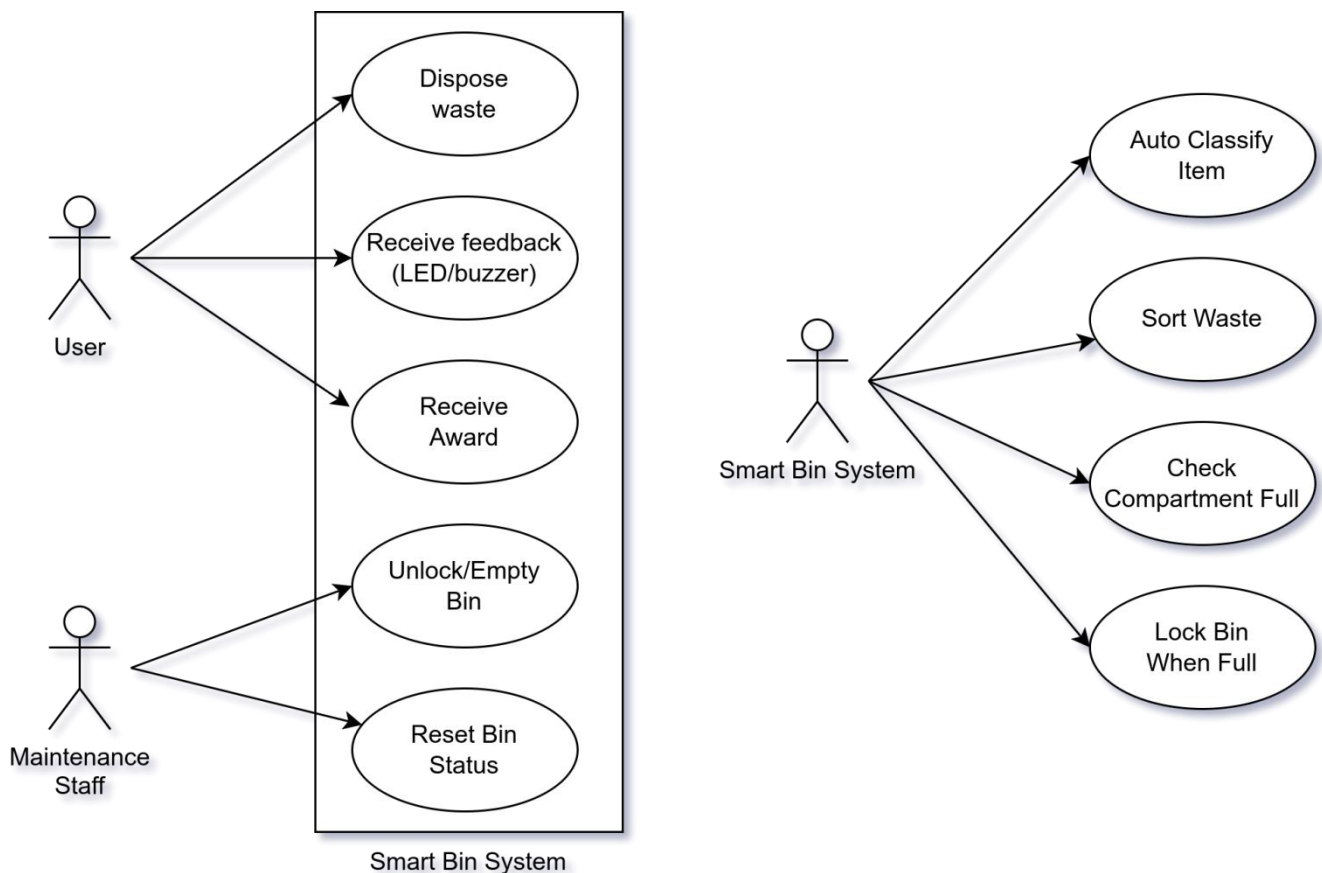 Dispose
waste
Receive feedback
(LED/buzzer)
User
Receive
Award
Unlock/Empty
Bin
Maintenance
Staff
Reset Bin
Status
Smart Bin System
Auto Classify
Item
Sort Waste
Smart Bin System
Check
Compartment Full
Lock Bin
When Full